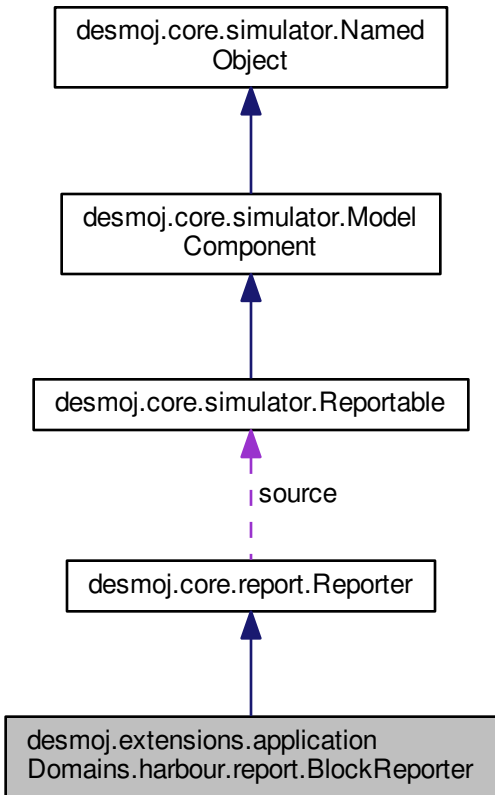 desmoj.core.simulator.Named
Object
desmoj.core.simulator.Model
Component
desmoj.core.simulator.Reportable
source
desmoj.core.report.Reporter
desmoj.extensions.application
Domains.harbour.report.BlockReporter